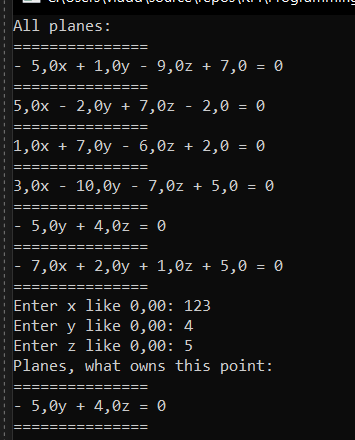 All planes:
===============
- 5,0x + 1,0y - 9,0z + 7,0 = 0
===============
5,0x - 2,0y + 7,0z - 2,0 = 0
===============
1,0x + 7,0y - 6,0z + 2,0 = 0
===============
3,0x - 10,0y - 7,0z + 5,0 = 0
===============
- 5,0y + 4,0z = 0
===============
- 7,0x + 2,0y + 1,0z + 5,0 = 0
===============
Enter x like 0,00: 123
Enter y like 0,00: 4
Enter z like 0,00: 5
Planes, what owns this point:
===============
- 5,0y + 4,0z = 0
===============